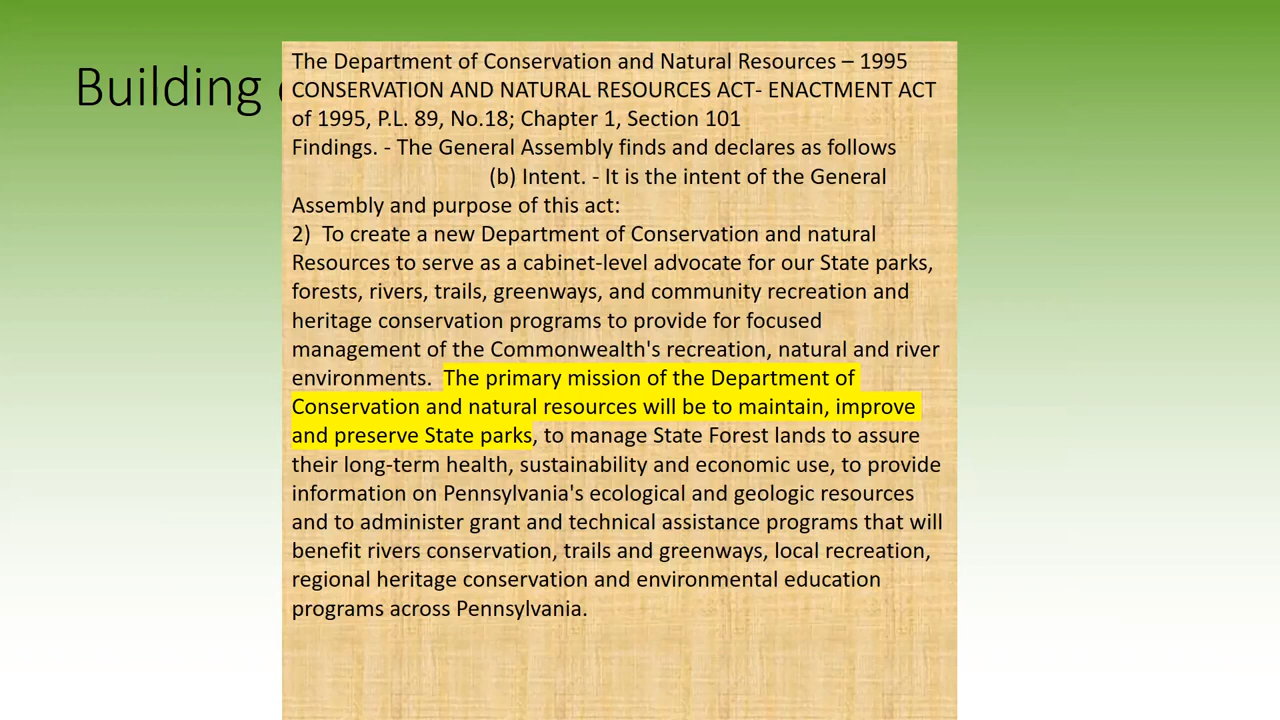 Building
The Department of Conservation and Natural Resources – 1995
CONSERVATION AND NATURAL RESOURCES ACT- ENACTMENT ACT
of 1995, P.L. 89, No.18; Chapter 1, Section 101
Findings. - The General Assembly finds and declares as follows
(b) Intent. - It is the intent of the General
Assembly and purpose of this act:
2)  To create a new Department of Conservation and natural
Resources to serve as a cabinet-level advocate for our State parks,
forests, rivers, trails, greenways, and community recreation and
heritage conservation programs to provide for focused
management of the Commonwealth's recreation, natural and river
environments.  The primary mission of the Department of
Conservation and natural resources will be to maintain, improve
and preserve State parks, to manage State Forest lands to assure
their long-term health, sustainability and economic use, to provide
information on Pennsylvania's ecological and geologic resources
and to administer grant and technical assistance programs that will
benefit rivers conservation, trails and greenways, local recreation,
regional heritage conservation and environmental education
programs across Pennsylvania.